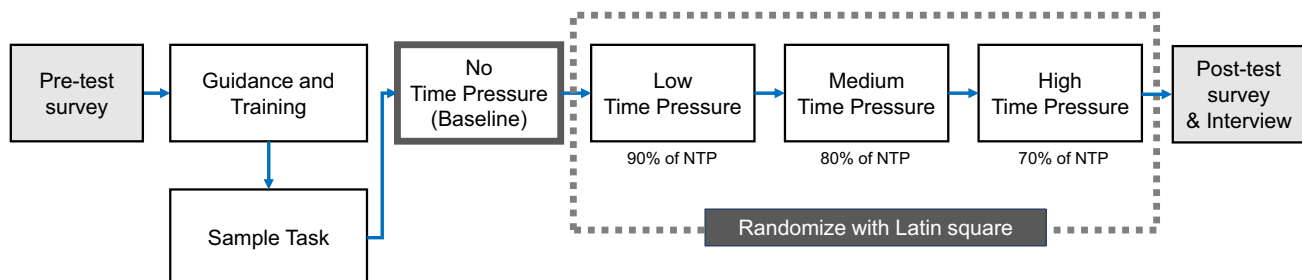 Pre-test
survey
Guidance and
Training
Sample Task
No
Time Pressure
(Baseline)
Low
Time Pressure
90% of NTP
Medium
Time Pressure
80% of NTP
High
Time Pressure
70% of NTP
Randomize with Latin square
Post-test
survey
& Interview